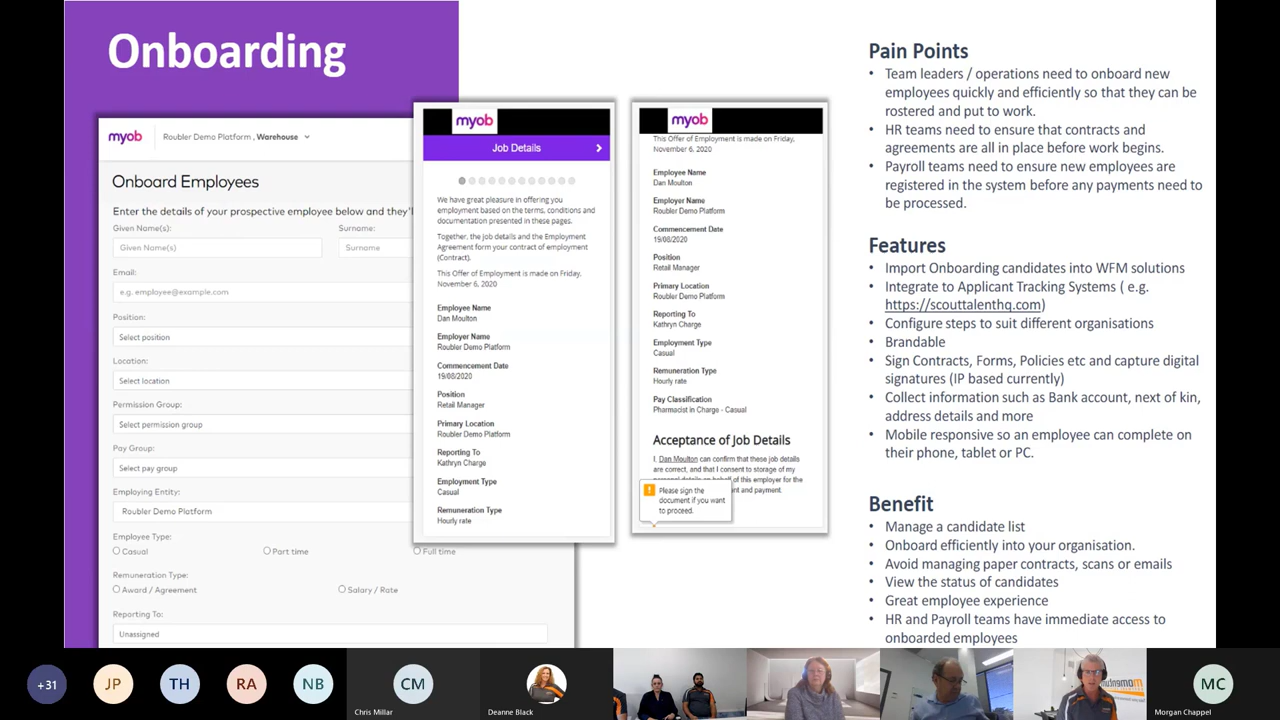 Onboarding
myob
Roubler Demo Platform , Warehouse
Onboard Employees
Enter the details of your prospective employee below and they'l
Given Name(s):
Surname:
Given Name(s)
Surname
Email:
e.g. employee@example.com
Position:
Select position
Location:
Select location
Permission Group:
Select permission group
Pay Group:
Select pay group
Employing Entity:
Roubler Demo Platform
Employee Type:
Casual
Part time
Full time
Remuneration Type:
Award / Agreement
Salary / Rate
Reporting To:
Unassigned
myob
Job Details
We have great pleasure in offering you
employment based on the terms, conditions and
documentation presented in these pages.
Together, the job details and the Employment
Agreement form your contract of employment
(Contract).
This Offer of Employment is made on Friday,
November 6, 2020
Employee Name
Dan Moulton
Employer Name
Roubler Demo Platform
Commencement Date
19/08/2020
Position
Retail Manager
Primary Location
Roubler Demo Platform
Reporting To
Kathryn Charge
Employment Type
Casual
Remuneration Type
Hourly rate
myob
This Offer of Employment is made on Friday,
November 6, 2020
Employee Name
Dan Moulton
Employer Name
Roubler Demo Platform
Commencement Date
19/08/2020
Position
Retail Manager
Primary Location
Roubler Demo Platform
Reporting To
Kathryn Charge
Employment Type
Casual
Remuneration Type
Hourly rate
Pay Classification
Pharmacist in Charge - Casual
Acceptance of Job Details
I, Dan Moulton can confirm that these job details
are correct, and that I consent to storage of my
personal details on behalf of this employer for the
nt and payment.
Please sign the
document if you want
to proceed.
Pain Points
• Team leaders / operations need to onboard new
employees quickly and efficiently so that they can be
rostered and put to work.
• HR teams need to ensure that contracts and
agreements are all in place before work begins.
• Payroll teams need to ensure new employees are
registered in the system before any payments need to
be processed.
Features
• Import Onboarding candidates into WFM solutions
• Integrate to Applicant Tracking Systems ( e.g.
https://scouttalenthq.com)
• Configure steps to suit different organisations
• Brandable
• Sign Contracts, Forms, Policies etc and capture digital
signatures (IP based currently)
• Collect information such as Bank account, next of kin,
address details and more
• Mobile responsive so an employee can complete on
their phone, tablet or PC.
Benefit
• Manage a candidate list
• Onboard efficiently into your organisation.
• Avoid managing paper contracts, scans or emails
• View the status of candidates
• Great employee experience
• HR and Payroll teams have immediate access to
onboarded employees
+31
JP
TH
RA
NB
CM
Chris Millar
Deanne Black
momentum
MC
Morgan Chappel